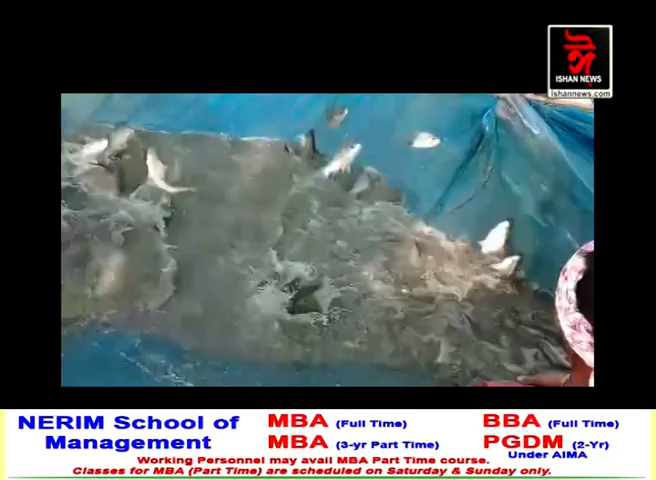 ISHAN NEWS
Ishannews.com
NERIM School of
Management
MBA (Full Time)
MBA (3-yr Part Time)
BBA (Full Time)
PGDM (2-Yr)
Under AIMA
Working Personnel may avail MBA Part Time course.
Classes for MBA (Part Time) are scheduled on Saturday & Sunday only.